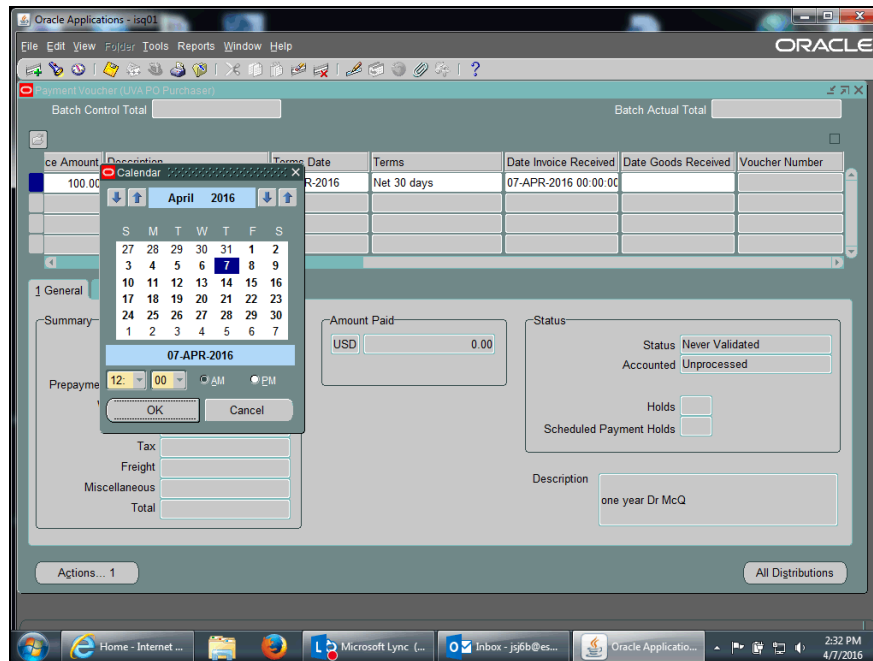 Oracle Applications - isq01
File Edit View Folder Tools Reports Window Help
ORACLE
Payment Voucher (UVA PO Purchaser)
Batch Control Total
Batch Actual Total
ce Amount Description Terms Date Terms Date Invoice Received Date Goods Received Voucher Number
100.00 R-2016 Net 30 days 07-APR-2016 00:00:00
Calendar
April 2016
S M T W T F S
27 28 29 30 31 1 2
3 4 5 6 7 8 9
10 11 12 13 14 15 16
17 18 19 20 21 22 23
24 25 26 27 28 29 30
1 2 3 4 5 6 7
07-APR-2016
12: 00 AM PM
OK Cancel
1 General
Summary
Prepayme
Tax
Freight
Miscellaneous
Total
Amount Paid
USD 0.00
Status
Status Never Validated
Accounted Unprocessed
Holds
Scheduled Payment Holds
Description
one year Dr McQ
Actions... 1
All Distributions
Home - Internet ...
Microsoft Lync (...
Inbox - jsj6b@es...
Oracle Applicatio...
2:32 PM
4/7/2016